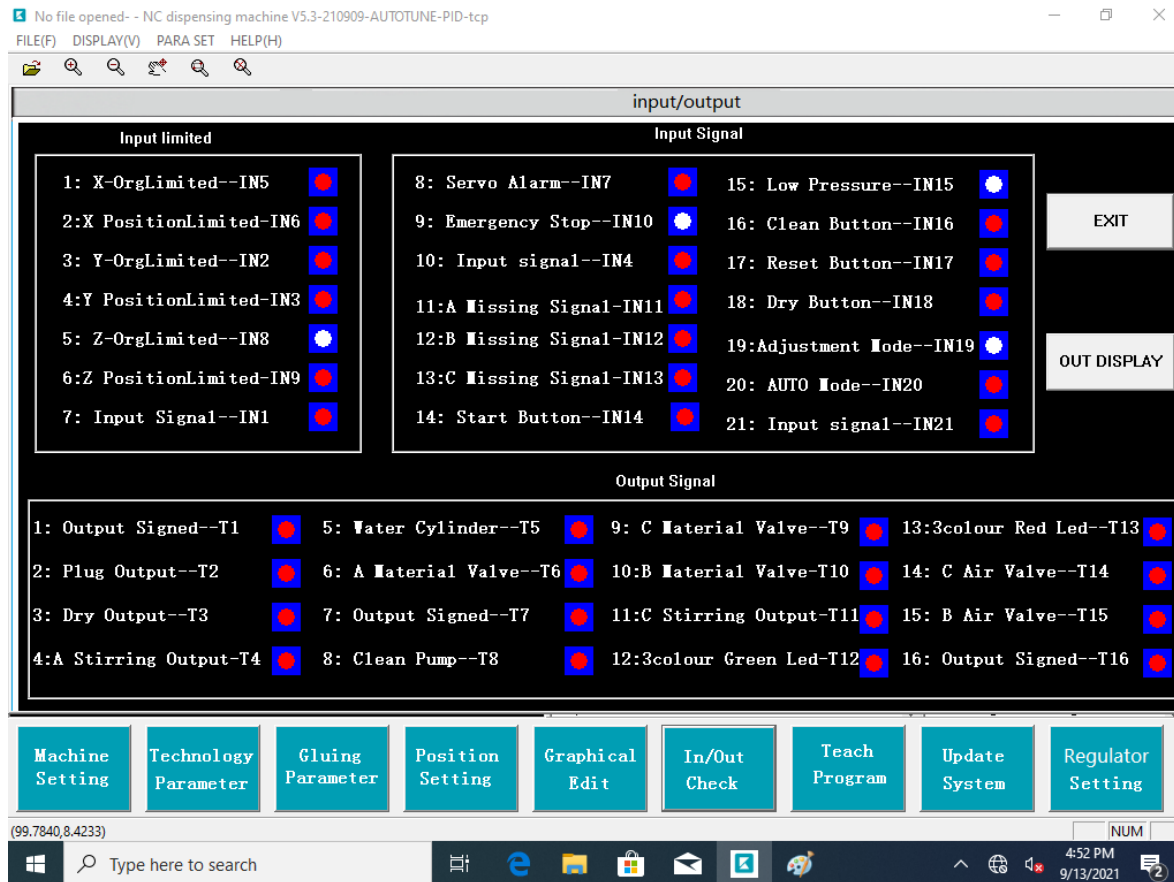 No file opened- - NC dispensing machine V5.3-210909-AUTOTUNE-PID-tcp
FILE(F) DISPLAY(V) PARA SET HELP(H)
input/output
Input limited
1: X-OrgLimited--IN5
2:X PositionLimited-IN6
3: Y-OrgLimited--IN2
4:Y PositionLimited-IN3
5: Z-OrgLimited--IN8
6:Z PositionLimited-IN9
7: Input Signal--IN1
Input Signal
8: Servo Alarm--IN7
9: Emergency Stop--IN10
10: Input signal--IN4
11:A Missing Signal-IN11
12:B Missing Signal-IN12
13:C Missing Signal-IN13
14: Start Button--IN14
15: Low Pressure--IN15
16: Clean Button--IN16
17: Reset Button--IN17
18: Dry Button--IN18
19:Adjustment Mode--IN19
20: AUTO Mode--IN20
21: Input signal--IN21
EXIT
OUT DISPLAY
Output Signal
1: Output Signed--T1
2: Plug Output--T2
3: Dry Output--T3
4:A Stirring Output-T4
5: Water Cylinder--T5
6: A Material Valve--T6
7: Output Signed--T7
8: Clean Pump--T8
9: C Material Valve--T9
10:B Material Valve-T10
11:C Stirring Output-T11
12:3colour Green Led-T12
13:3colour Red Led--T13
14: C Air Valve--T14
15: B Air Valve--T15
16: Output Signed--T16
Machine
Setting
Technology
Parameter
Gluing
Parameter
Position
Setting
Graphical
Edit
In/Out
Check
Teach
Program
Update
System
Regulator
Setting
(99.7840,8.4233)
NUM
Type here to search
4:52 PM
9/13/2021
2